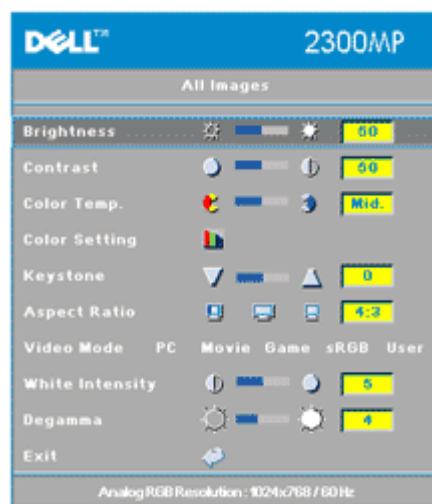 DELL™ 2300MP
All Images
Brightness 50
Contrast 50
Color Temp. Mid.
Color Setting
Keystone 0
Aspect Ratio 4:3
Video Mode PC Movie Game sRGB User
White Intensity 5
Degamma 4
Exit
Analog RGB Resolution : 1024x768 / 60 Hz